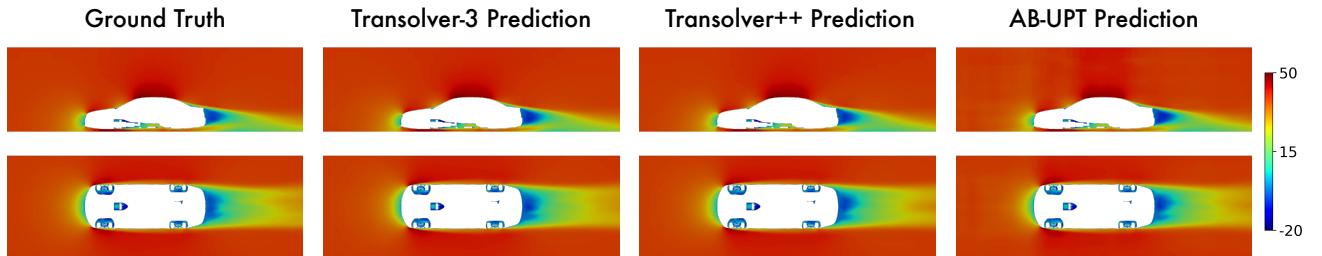 Ground Truth
Transolver-3 Prediction
Transolver++ Prediction
AB-UPT Prediction
50
15
-20